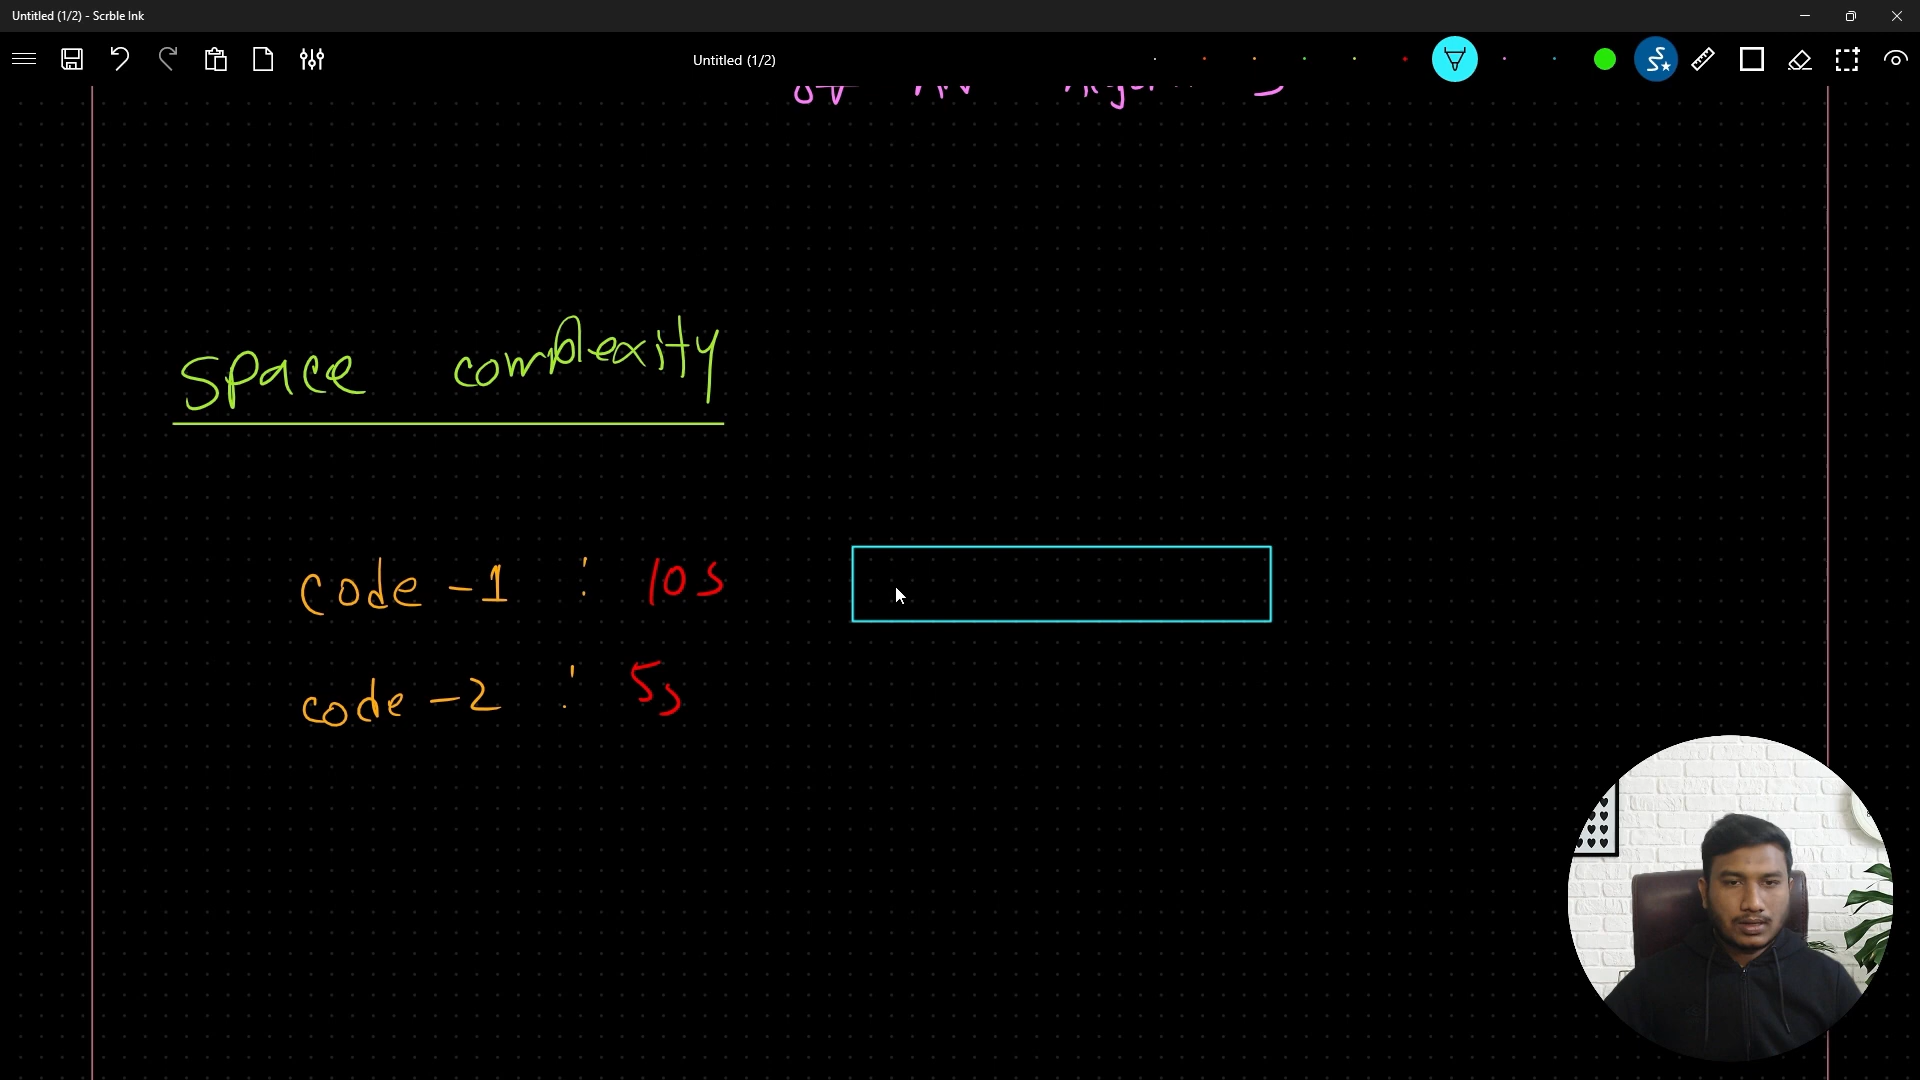 Untitled (1/2) - Scrble Ink
Untitled (1/2)
space complexity
code - 1 : 10s
code - 2 : 5s